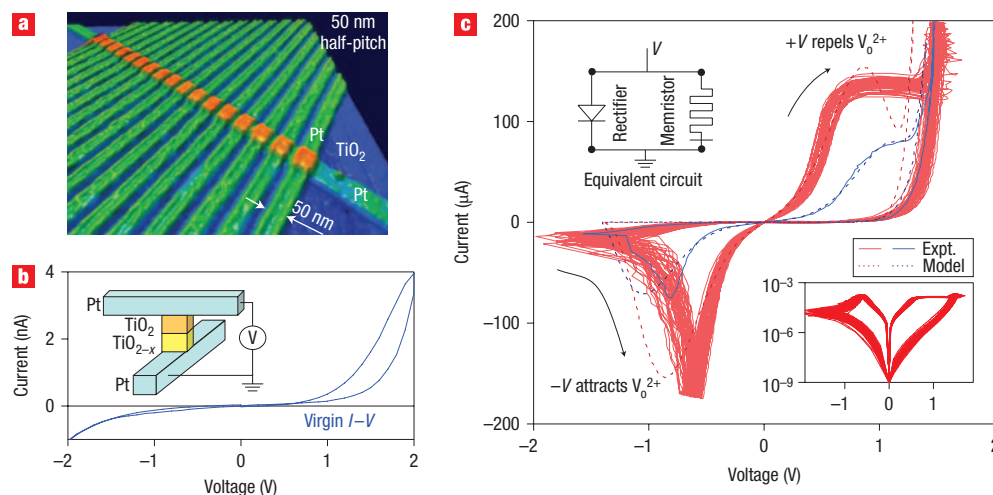 a
50 nm
half-pitch
Pt
TiO2
Pt
50 nm
b
Current (nA)
4
2
0
−2
−1
0
1
2
Voltage (V)
Pt
TiO2
TiO2−x
Pt
V
Virgin I–V
c
Current (µA)
200
100
0
−100
−200
−2
−1
0
1
2
Voltage (V)
V
Rectifier
Memristor
Equivalent circuit
+V repels Vo2+
−V attracts Vo2+
Expt.
Model
10−3
10−6
10−9
−1
0
1